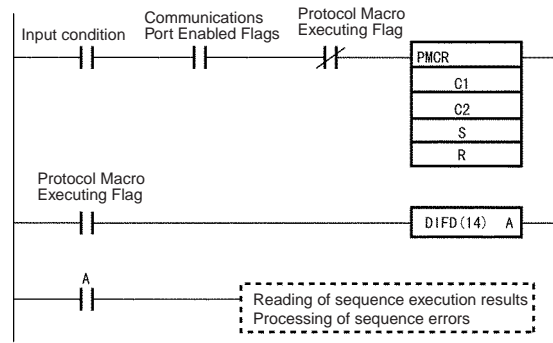 Input condition
Communications
Port Enabled Flags
Protocol Macro
Executing Flag
PMCR
C1
C2
S
R
Protocol Macro
Executing Flag
DIFD(14) A
A
Reading of sequence execution results
Processing of sequence errors